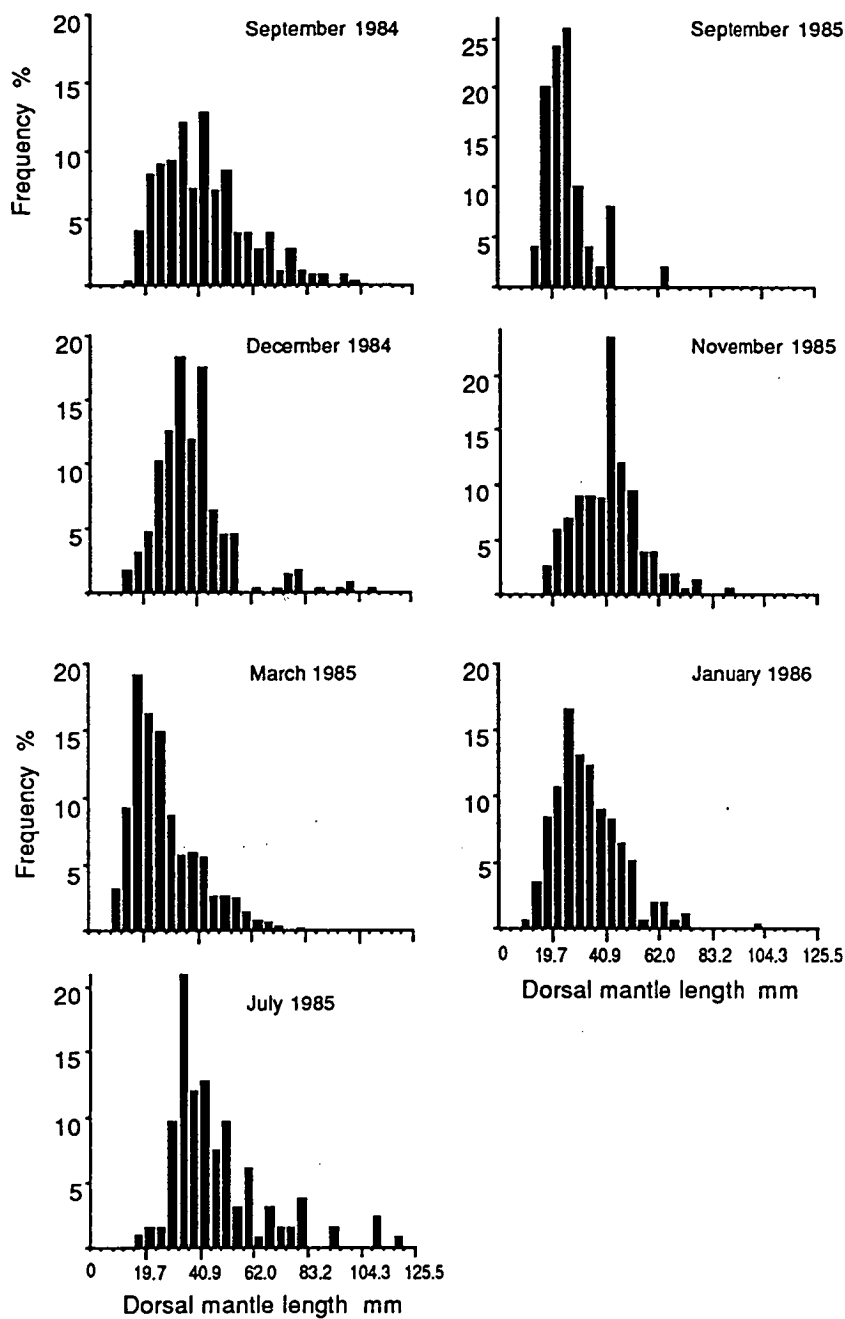 September 1984
Frequency %
20
15
10
5
September 1985
25
20
15
10
5
December 1984
20
15
10
5
November 1985
20
15
10
5
March 1985
Frequency %
20
15
10
5
January 1986
20
15
10
5
0 19.7 40.9 62.0 83.2 104.3 125.5
Dorsal mantle length mm
July 1985
20
15
10
5
0 19.7 40.9 62.0 83.2 104.3 125.5
Dorsal mantle length mm